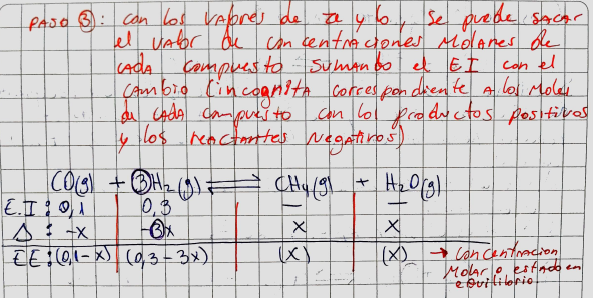 PASO ③: con los valores de a y b, se puede sacar
el valor de concentraciones Molares de
cada compuesto sumando el EI con el
cambio (incognita correspondiente a los moles
de cada compuesto con los productos positivos
y los reactantes negativos)
CO(g) + ③H₂(g) ⇌ CH₄(g) + H₂O(g)
E.I: 0,1 0,3 — —
Δ: -x -③x x x
EE: (0,1-x) (0,3-3x) (x) (x) → concentracion
Molar o estado en
equilibrio.